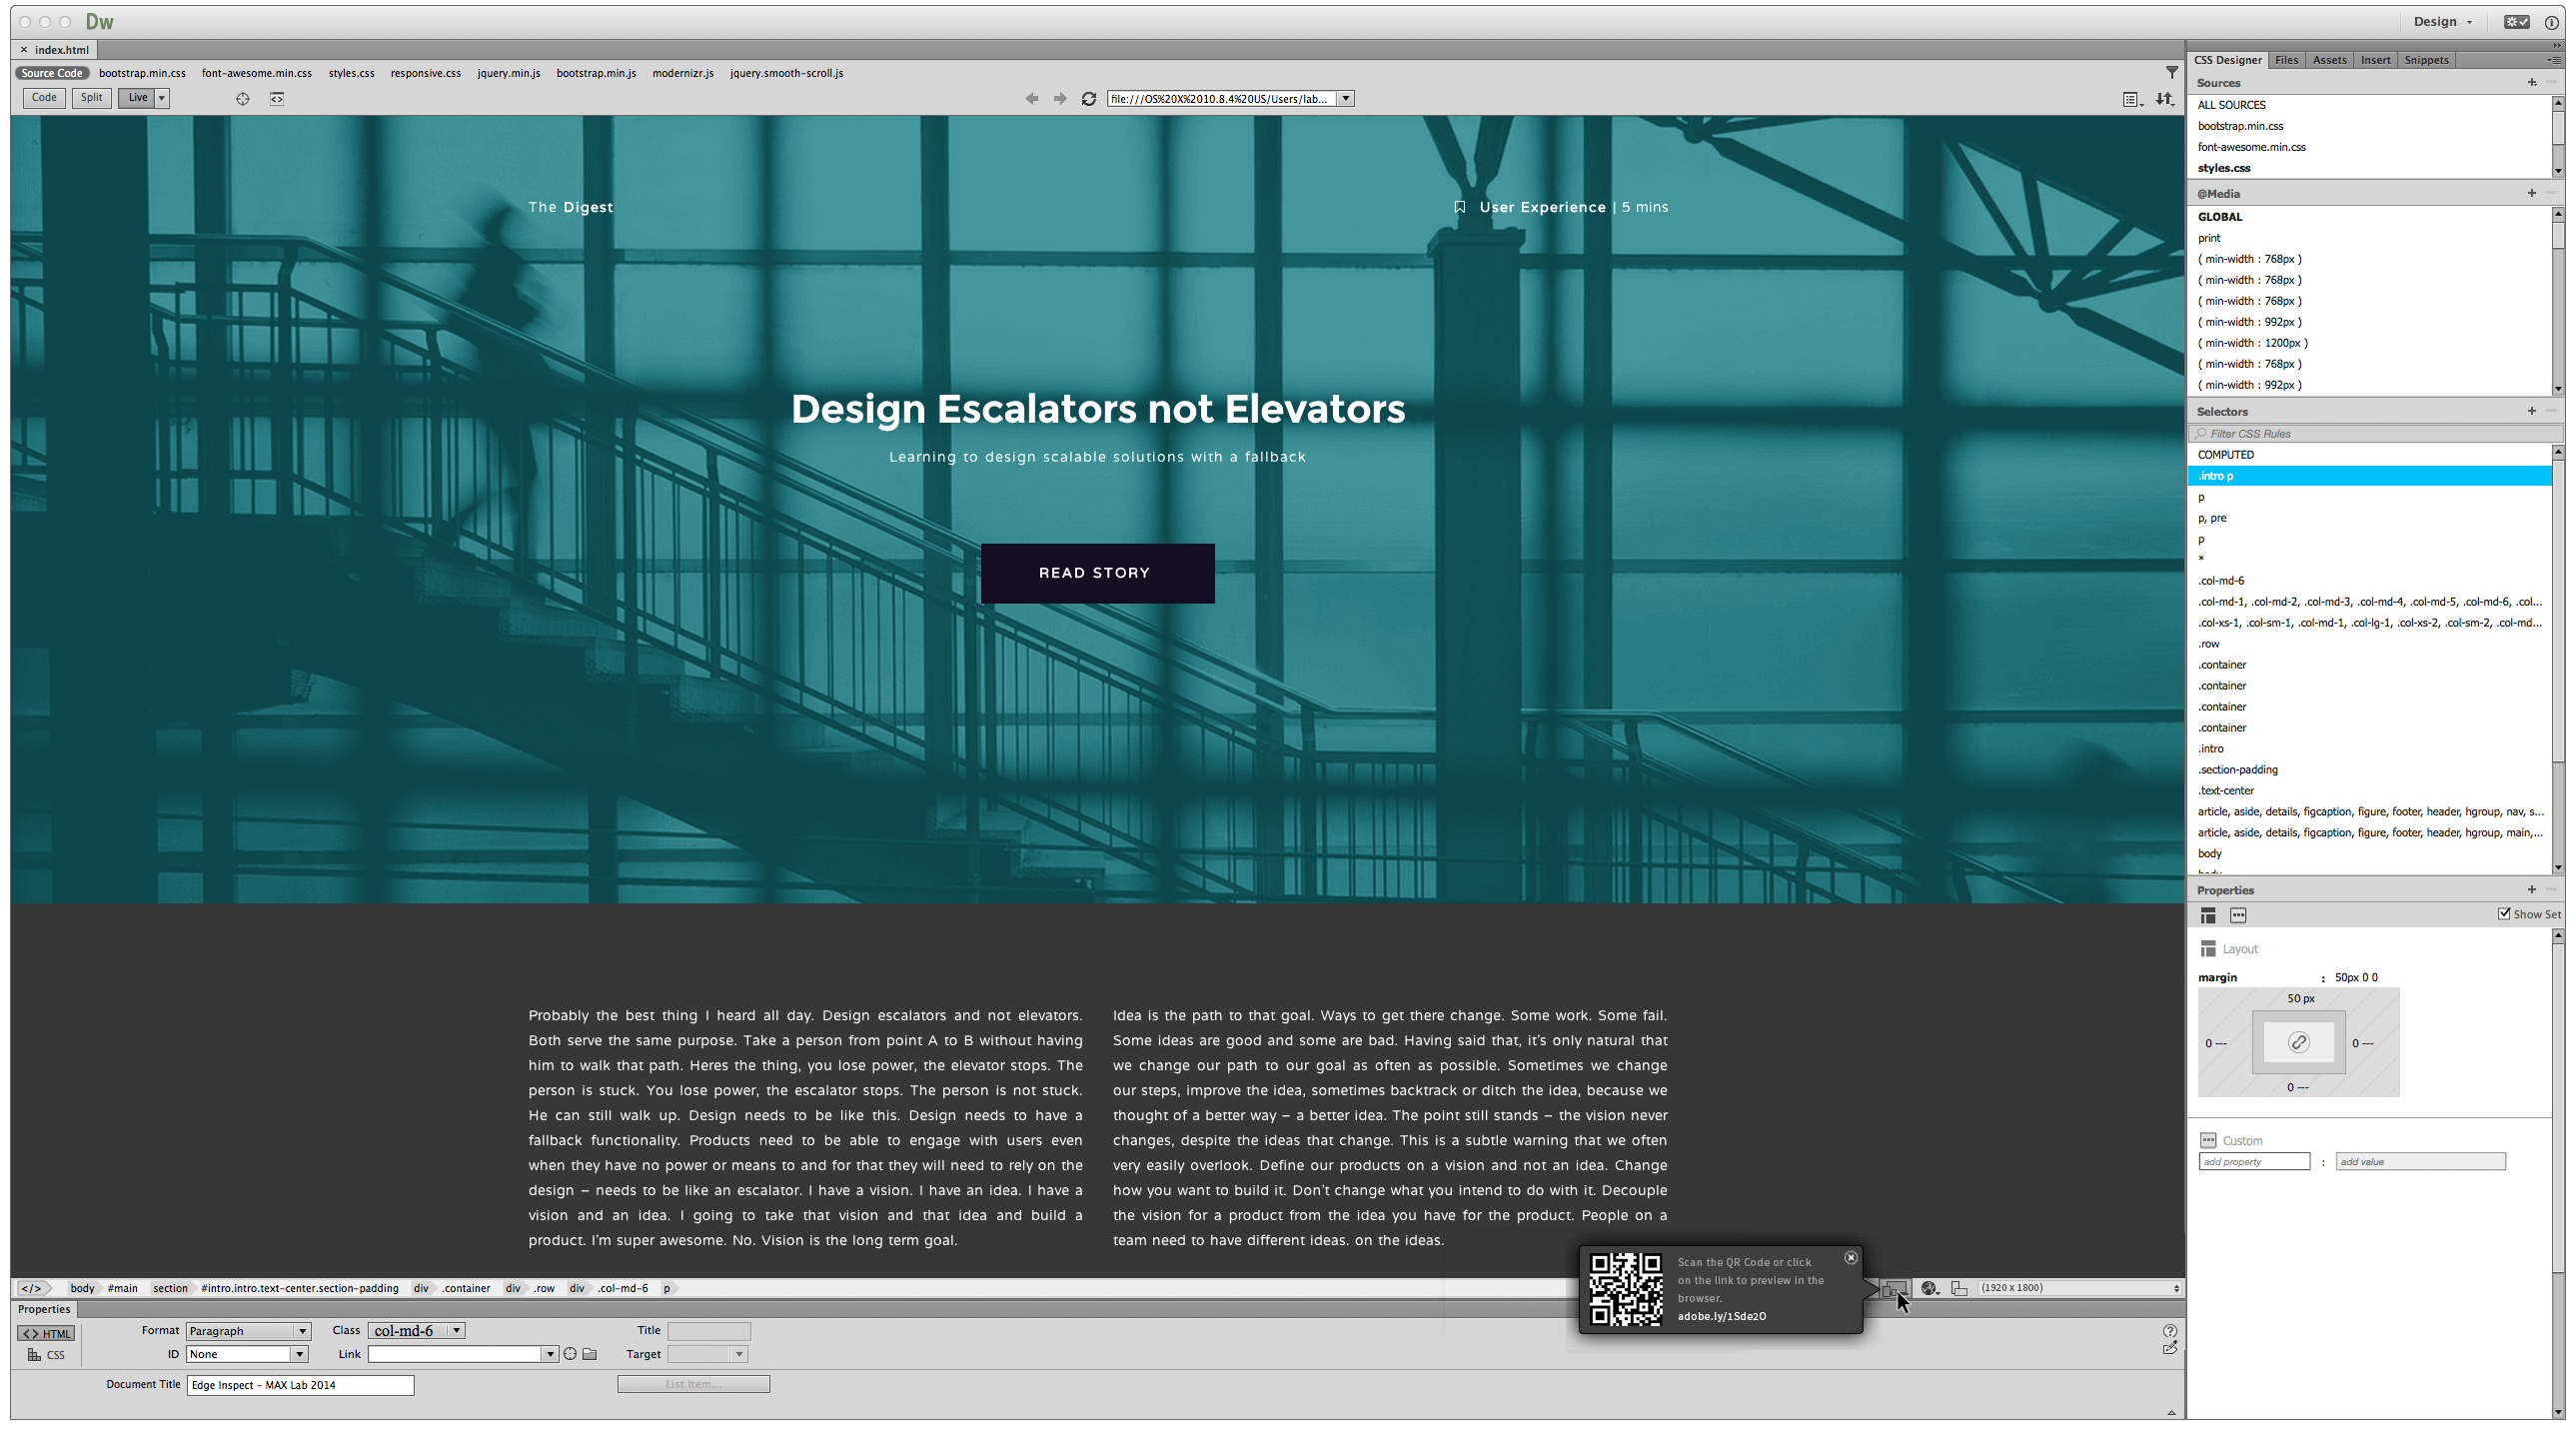 Dw
Design
index.html
Source Code bootstrap.min.css font-awesome.min.css styles.css responsive.css jquery.min.js bootstrap.min.js modernizr.js jquery.smooth-scroll.js
Code Split Live
file:///OS%20X%2010.8.4%20US/Users/lab...
The Digest
User Experience | 5 mins
Design Escalators not Elevators
Learning to design scalable solutions with a fallback
READ STORY
Probably the best thing I heard all day. Design escalators and not elevators.
Both serve the same purpose. Take a person from point A to B without having
him to walk that path. Heres the thing, you lose power, the elevator stops. The
person is stuck. You lose power, the escalator stops. The person is not stuck.
He can still walk up. Design needs to be like this. Design needs to have a
fallback functionality. Products need to be able to engage with users even
when they have no power or means to and for that they will need to rely on the
design – needs to be like an escalator. I have a vision. I have an idea. I have a
vision and an idea. I going to take that vision and that idea and build a
product. I'm super awesome. No. Vision is the long term goal.
Idea is the path to that goal. Ways to get there change. Some work. Some fail.
Some ideas are good and some are bad. Having said that, it's only natural that
we change our path to our goal as often as possible. Sometimes we change
our steps, improve the idea, sometimes backtrack or ditch the idea, because we
thought of a better way – a better idea. The point still stands – the vision never
changes, despite the ideas that change. This is a subtle warning that we often
very easily overlook. Define our products on a vision and not an idea. Change
how you want to build it. Don't change what you intend to do with it. Decouple
the vision for a product from the idea you have for the product. People on a
team need to have different ideas. on the ideas.
Scan the QR Code or click
on the link to preview in the
browser.
adobe.ly/1Sde2O
</> body #main section #intro.intro.text-center.section-padding div .container div .row div .col-md-6 p
(1920 x 1800)
Properties
<> HTML
CSS
Format Paragraph Class col-md-6 Title
ID None Link Target
Document Title Edge Inspect - MAX Lab 2014 List Item...
CSS Designer Files Assets Insert Snippets
Sources
ALL SOURCES
bootstrap.min.css
font-awesome.min.css
styles.css
@Media
GLOBAL
print
( min-width : 768px )
( min-width : 768px )
( min-width : 768px )
( min-width : 992px )
( min-width : 1200px )
( min-width : 768px )
( min-width : 992px )
Selectors
Filter CSS Rules
COMPUTED
.intro p
p
p, pre
p
*
.col-md-6
.col-md-1, .col-md-2, .col-md-3, .col-md-4, .col-md-5, .col-md-6, .col...
.col-xs-1, .col-sm-1, .col-md-1, .col-lg-1, .col-xs-2, .col-sm-2, .col-md...
.row
.container
.container
.container
.container
.intro
.section-padding
.text-center
article, aside, details, figcaption, figure, footer, header, hgroup, nav, s...
article, aside, details, figcaption, figure, footer, header, hgroup, main,...
body
body
Properties
Show Set
Layout
margin : 50px 0 0
50 px
0 ---
0 ---
0 ---
Custom
add property : add value